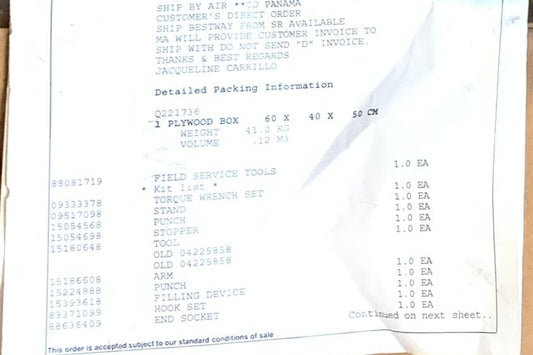 SHIP BY AIR **TO PANAMA
CUSTOMER'S DIRECT ORDER
SHIP BESTWAY FROM SR AVAILABLE
MA WILL PROVIDE CUSTOMER INVOICE TO
SHIP WITH DO NOT SEND "D" INVOICE.
THANKS & BEST REGARDS
JACQUELINE CARRILLO
Detailed Packing Information
Q221736
1 PLYWOOD BOX 60 X 40 X 50 CM
WEIGHT 41.0 KG
VOLUME .12 M3
88081719 FIELD SERVICE TOOLS 1.0 EA
* Kit list *
09333378 TORQUE WRENCH SET 1.0 EA
09517098 STAND 1.0 EA
15054568 PUNCH 1.0 EA
15054698 STOPPER 1.0 EA
15180648 TOOL 1.0 EA
OLD 04225858
OLD 04225858
15186608 ARM 1.0 EA
15224888 PUNCH 1.0 EA
15393618 FILLING DEVICE 1.0 EA
83371099 HOOK SET 1.0 EA
88636409 END SOCKET 1.0 EA
Continued on next sheet..
This order is accepted subject to our standard conditions of sale